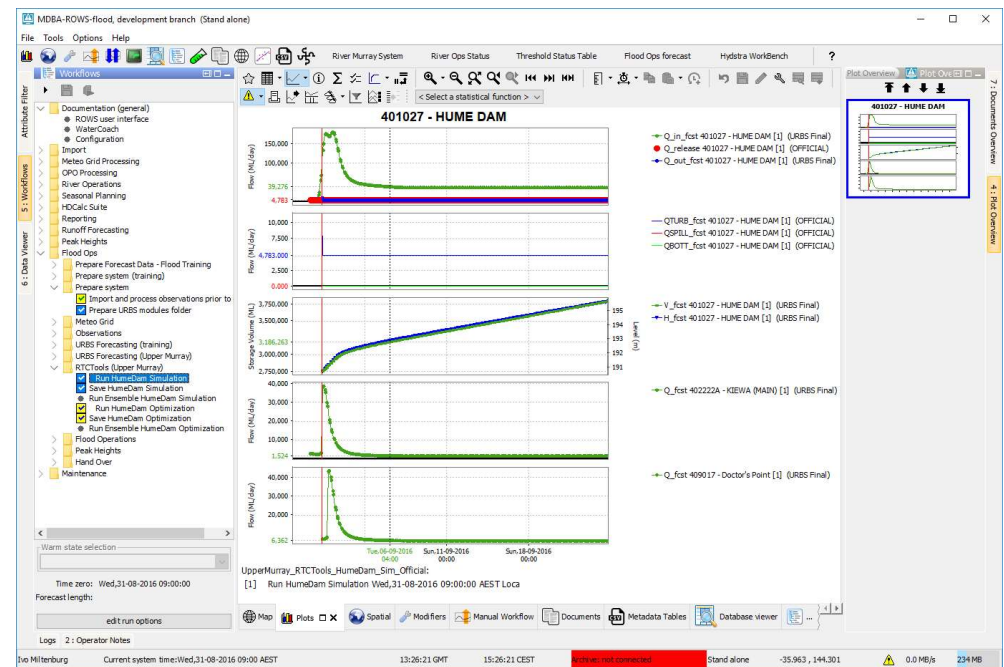 MDBA-ROWS-flood, development branch (Stand alone)
File Tools Options Help
River Murray System River Ops Status Threshold Status Table Flood Ops forecast Hydstra WorkBench ?
Workflows
Attribute Filter
5 : Workflows
6 : Data Viewer
Documentation (general)
ROWS user interface
WaterCoach
Configuration
Import
Meteo Grid Processing
OPO Processing
River Operations
Seasonal Planning
HDCalc Suite
Reporting
Runoff Forecasting
Peak Heights
Flood Ops
Prepare Forecast Data - Flood Training
Prepare system (training)
Prepare system
Import and process observations prior to
Prepare URBS modules folder
Meteo Grid
Observations
URBS Forecasting (training)
URBS Forecasting (Upper Murray)
RTCTools (Upper Murray)
Run HumeDam Simulation
Save HumeDam Simulation
Run Ensemble HumeDam Simulation
Run HumeDam Optimization
Save HumeDam Optimization
Run Ensemble HumeDam Optimization
Flood Operations
Peak Heights
Hand Over
Maintenance
Warm state selection
Time zero: Wed,31-08-2016 09:00:00
Forecast length:
edit run options
Logs 2 : Operator Notes
< Select a statistical function >
401027 - HUME DAM
Flow (ML/day)
150.000
100.000
39,276
4,783
Q_in_fcst 401027 - HUME DAM [1] (URBS Final)
Q_release 401027 - HUME DAM (OFFICIAL)
Q_out_fcst 401027 - HUME DAM [1] (URBS Final)
Flow (ML/day)
10.000
7.500
4,783.000
2.500
0.000
QTURB_fcst 401027 - HUME DAM [1] (OFFICIAL)
QSPILL_fcst 401027 - HUME DAM [1] (OFFICIAL)
QBOTT_fcst 401027 - HUME DAM [1] (OFFICIAL)
Storage Volume (ML)
3,750.000
3,500.000
3,186,263
3,000.000
2,750.000
195
194
193
192
191
Level (m)
V_fcst 401027 - HUME DAM [1] (URBS Final)
H_fcst 401027 - HUME DAM [1] (URBS Final)
Flow (ML/day)
40,000
30,000
20,000
10,000
1,524
Q_fcst 402222A - KIEWA (MAIN) [1] (URBS Final)
Flow (ML/day)
40,000
30,000
20,000
6,362
Q_fcst 409017 - Doctor's Point [1] (URBS Final)
Tue,06-09-2016 Sun,11-09-2016 Sun,18-09-2016
04:00 00:00 00:00
UpperMurray_RTCTools_HumeDam_Sim_Official:
[1] Run HumeDam Simulation Wed,31-08-2016 09:00:00 AEST Loca
Map Plots Spatial Modifiers Manual Workflow Documents Metadata Tables Database viewer ...
Plot Overview Plot Ove
401027 - HUME DAM
7 : Documents Overview
4 : Plot Overview
Ivo Miltenburg Current system time:Wed,31-08-2016 09:00 AEST 13:26:21 GMT 15:26:21 CEST Archive: not connected Stand alone -35.963 , 144.301 0.0 MB/s 234 MB